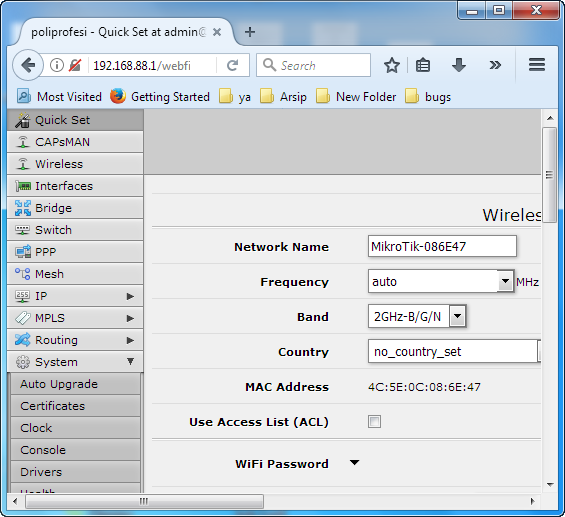 poliprofesi - Quick Set at admin@
192.168.88.1/webfi
Search
Most Visited
Getting Started
ya
Arsip
New Folder
bugs
Quick Set
CAPsMAN
Wireless
Interfaces
Bridge
Switch
PPP
Mesh
IP
MPLS
Routing
System
Auto Upgrade
Certificates
Clock
Console
Drivers
Health
Wireles
Network Name MikroTik-086E47
Frequency auto MHz
Band 2GHz-B/G/N
Country no_country_set
MAC Address 4C:5E:0C:08:6E:47
Use Access List (ACL)
WiFi Password